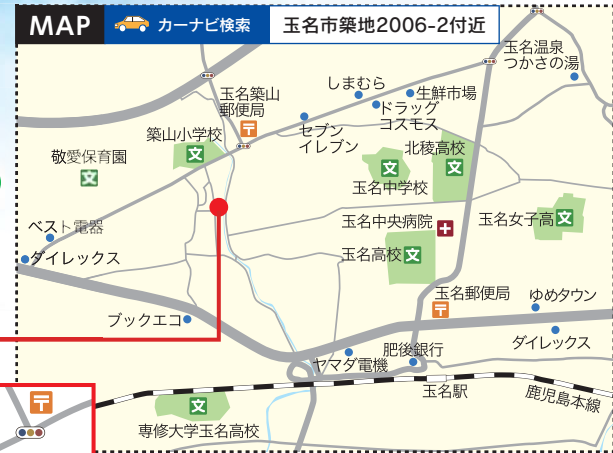 MAP
カーナビ検索
玉名市築地2006-2付近
玉名温泉
つかさの湯
玉名築山
郵便局
しまむら
生鮮市場
ドラッグ
コスモス
セブン
イレブン
築山小学校
文
敬愛保育園
文
北稜高校
文
文
玉名中学校
玉名中央病院
玉名女子高
文
玉名高校
文
ベスト電器
ダイレックス
玉名郵便局
ゆめタウン
ブックエコ
ダイレックス
ヤマダ電機
肥後銀行
玉名駅
鹿児島本線
文
専修大学玉名高校